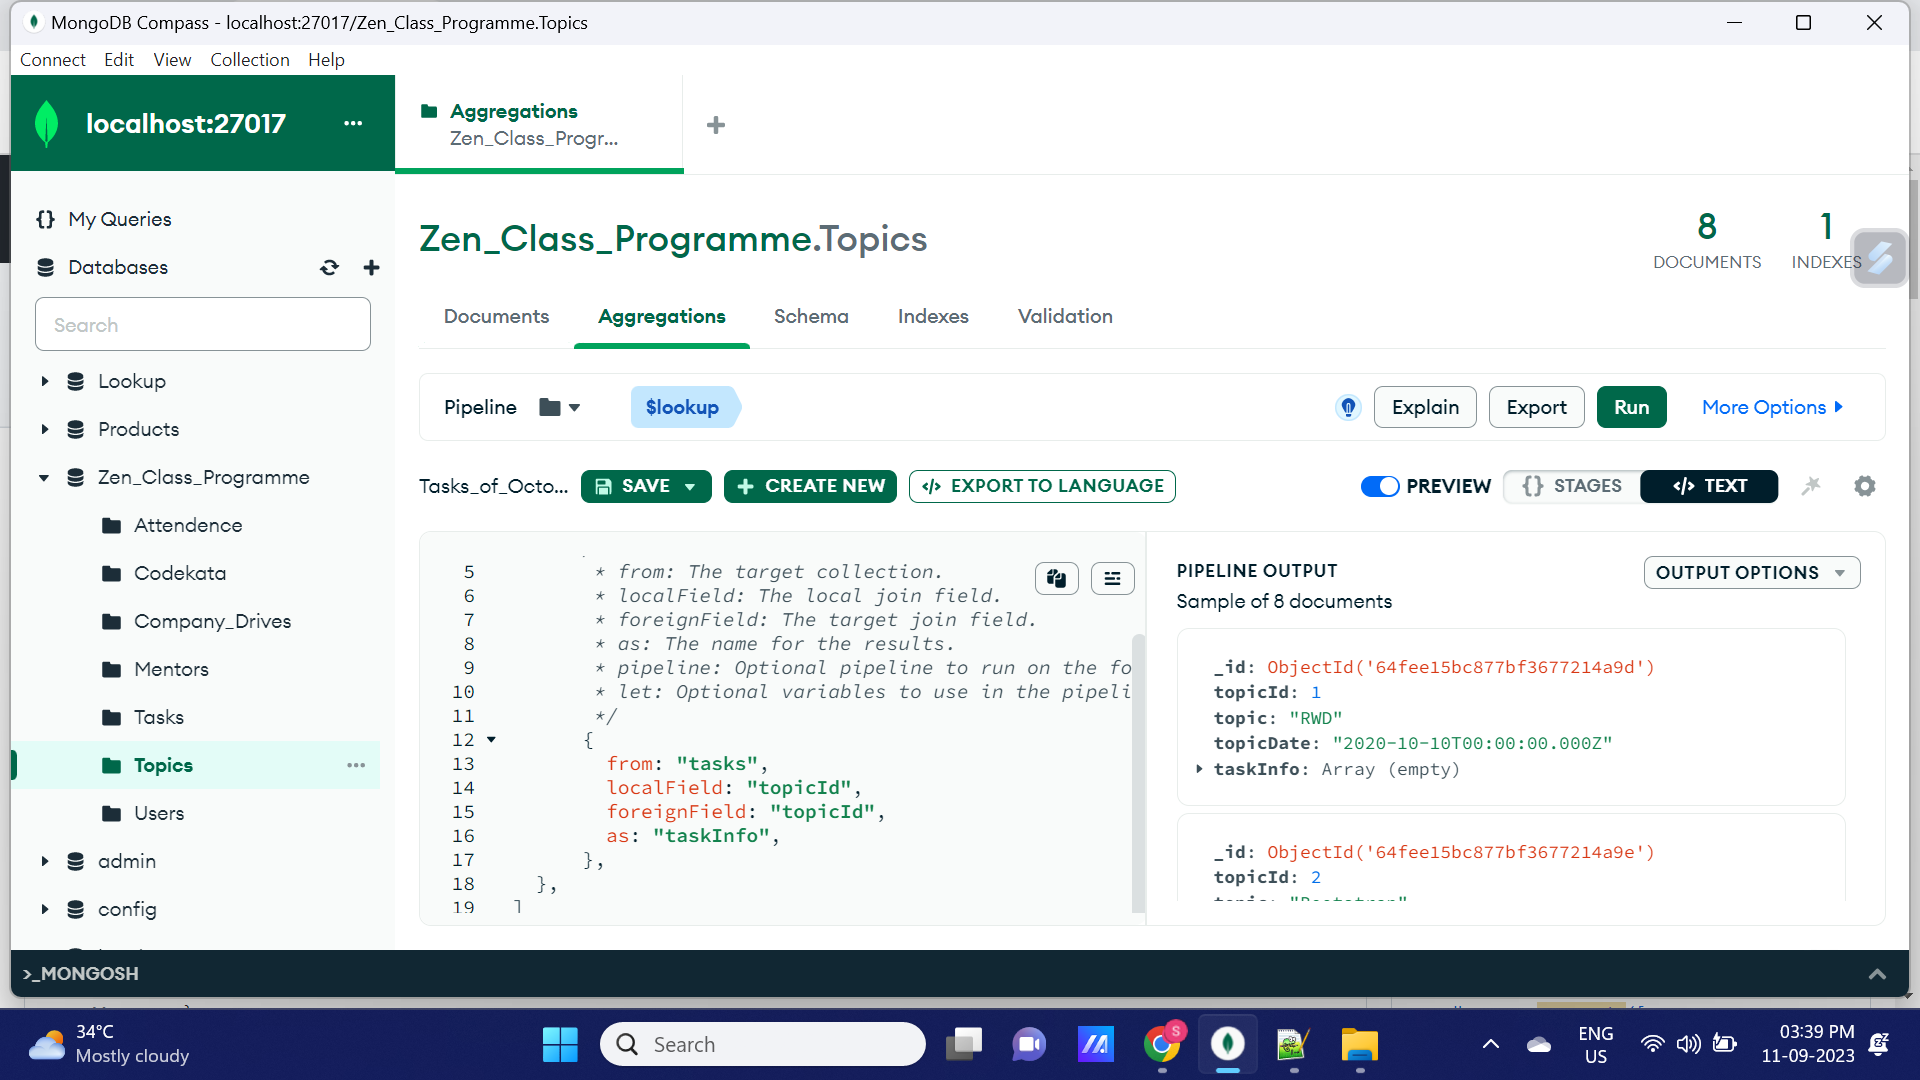 MongoDB Compass - localhost:27017/Zen_Class_Programme.Topics
Connect Edit View Collection Help
localhost:27017 ...
Aggregations
Zen_Class_Progr...
My Queries
Databases
Search
Lookup
Products
Zen_Class_Programme
Attendence
Codekata
Company_Drives
Mentors
Tasks
Topics
Users
admin
config
Zen_Class_Programme.Topics
8
DOCUMENTS
1
INDEXES
Documents Aggregations Schema Indexes Validation
Pipeline $lookup Explain Export Run More Options
Tasks_of_Octo... SAVE CREATE NEW </> EXPORT TO LANGUAGE PREVIEW {} STAGES </> TEXT
5 * from: The target collection.
6 * localField: The local join field.
7 * foreignField: The target join field.
8 * as: The name for the results.
9 * pipeline: Optional pipeline to run on the fo
10 * let: Optional variables to use in the pipeli
11 */
12 {
13 from: "tasks",
14 localField: "topicId",
15 foreignField: "topicId",
16 as: "taskInfo",
17 },
18 },
19 ]
PIPELINE OUTPUT
Sample of 8 documents
OUTPUT OPTIONS
_id: ObjectId('64fee15bc877bf3677214a9d')
topicId: 1
topic: "RWD"
topicDate: "2020-10-10T00:00:00.000Z"
taskInfo: Array (empty)
_id: ObjectId('64fee15bc877bf3677214a9e')
topicId: 2
topic: "Bootstrap"
>_MONGOSH
34°C
Mostly cloudy
Search
S
ENG
US
03:39 PM
11-09-2023